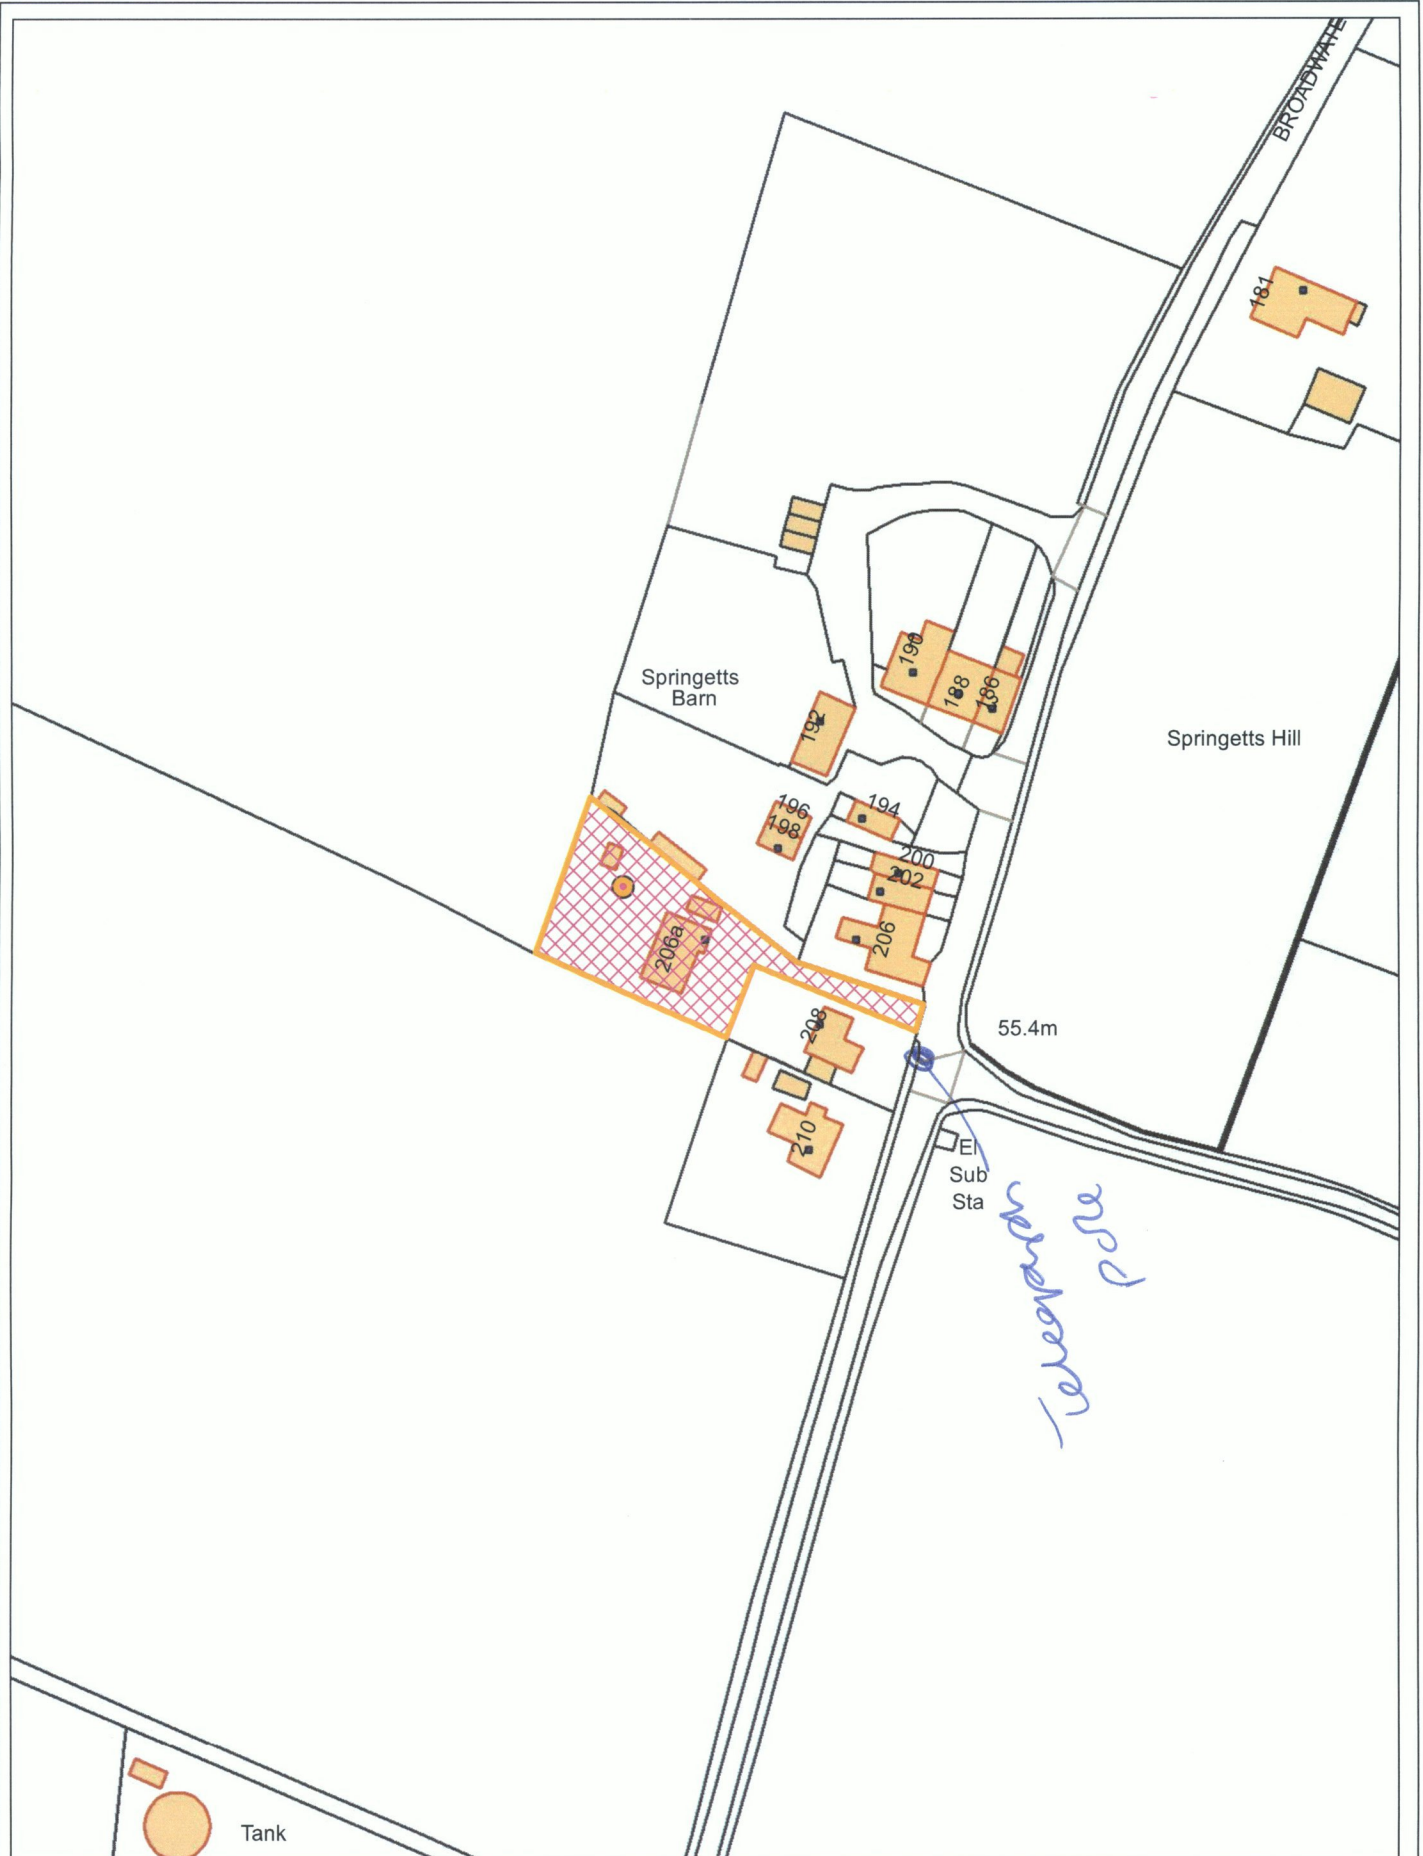 BROADWATE
181
190
188
186
Springetts
Barn
192
Springetts Hill
196
198
194
200
202
206
206a
208
55.4m
210
El
Sub
Sta
Telegraph
pole
Tank